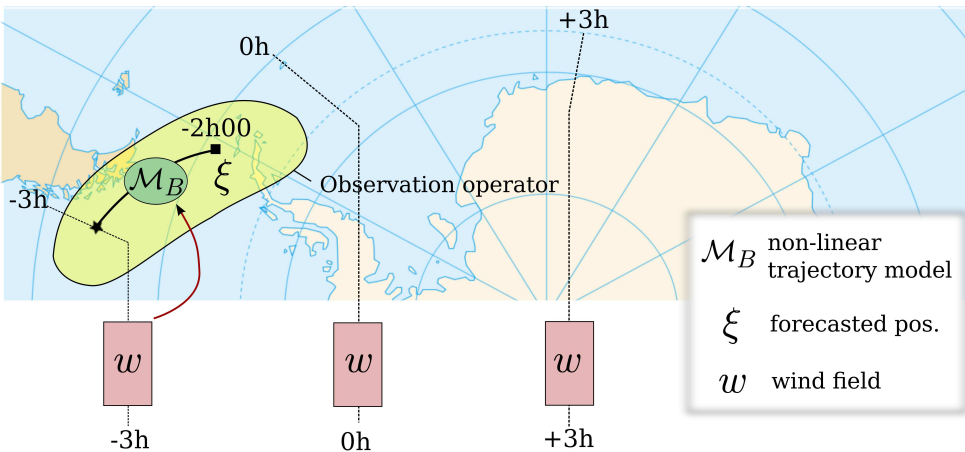 +3h
0h
-2h00
ℳ_B
ξ
Observation operator
-3h
ℳ_B non-linear
trajectory model
ξ forecasted pos.
w wind field
w
w
w
-3h
0h
+3h